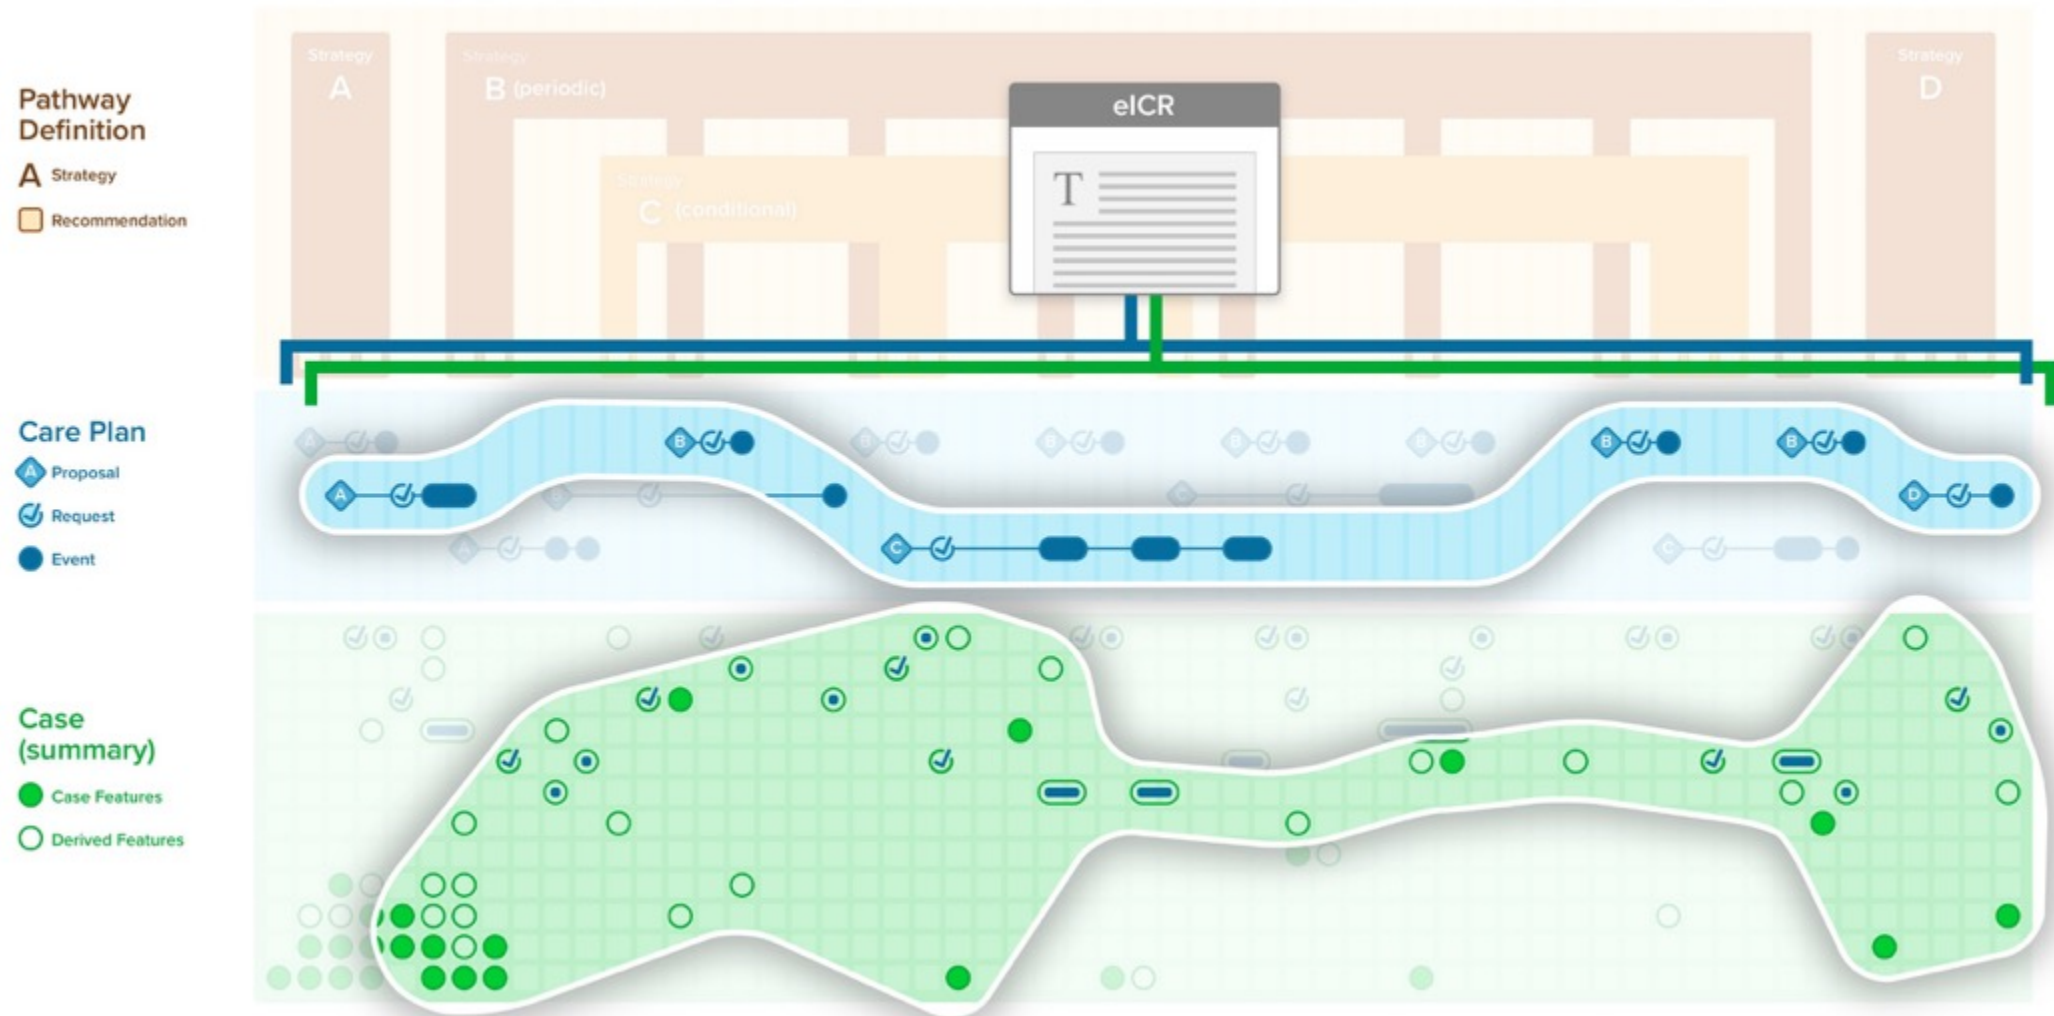 Pathway
Definition
A Strategy
Recommendation
Strategy
A
Strategy
B (periodic)
Strategy
C (conditional)
Strategy
D
eICR
T
Care Plan
A Proposal
Request
Event
A
B
B
B
B
B
B
B
A
B
C
D
A
C
C
Case
(summary)
Case Features
Derived Features